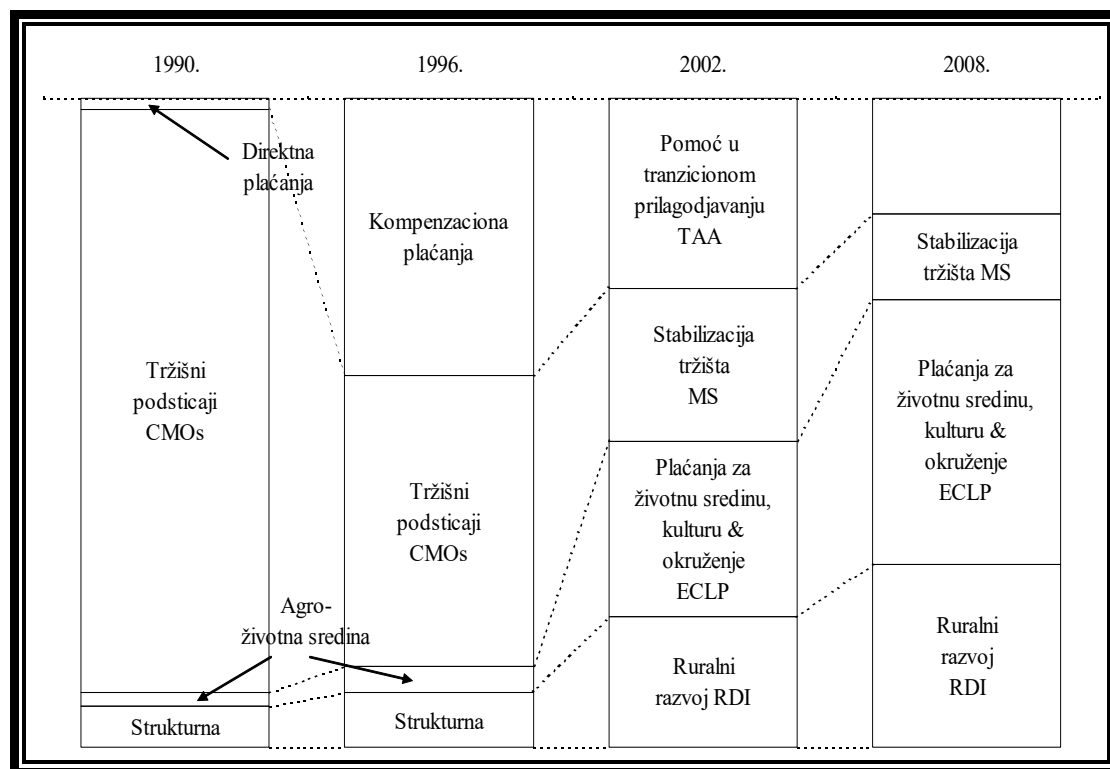 1990.
1996.
2002.
2008.
Direktna
plaćanja
Tržišni
podsticaji
CMOs
Agro-
životna sredina
Strukturna
Kompenzaciona
plaćanja
Tržišni
podsticaji
CMOs
Strukturna
Pomoć u
tranzicionom
prilagodjavanju
TAA
Stabilizacija
tržišta
MS
Plaćanja za
životnu sredinu,
kulturu &
okruženje
ECLP
Ruralni
razvoj RDI
Stabilizacija
tržišta MS
Plaćanja za
životnu sredinu,
kulturu &
okruženje
ECLP
Ruralni
razvoj
RDI